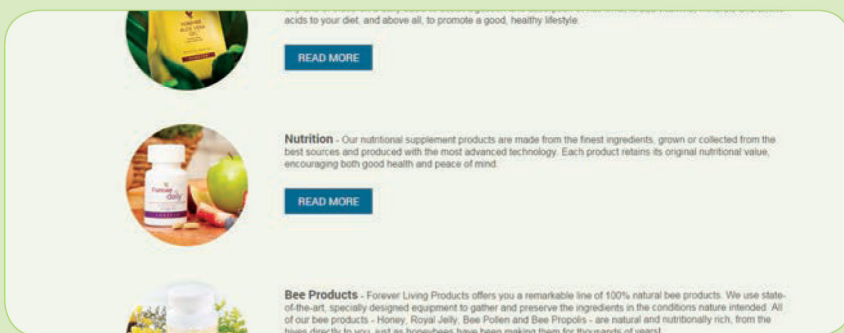 acids to your diet, and above all, to promote a good, healthy lifestyle.
FOREVER
ALOE VERA
GEL
READ MORE
Nutrition - Our nutritional supplement products are made from the finest ingredients, grown or collected from the
best sources and produced with the most advanced technology. Each product retains its original nutritional value,
encouraging both good health and peace of mind.
Forever
daily
READ MORE
Bee Products - Forever Living Products offers you a remarkable line of 100% natural bee products. We use state-
of-the-art, specially designed equipment to gather and preserve the ingredients in the conditions nature intended. All
of our bee products - Honey, Royal Jelly, Bee Pollen and Bee Propolis - are natural and nutritionally rich, from the
hives directly to you, just as honeybees have been making them for thousands of years!